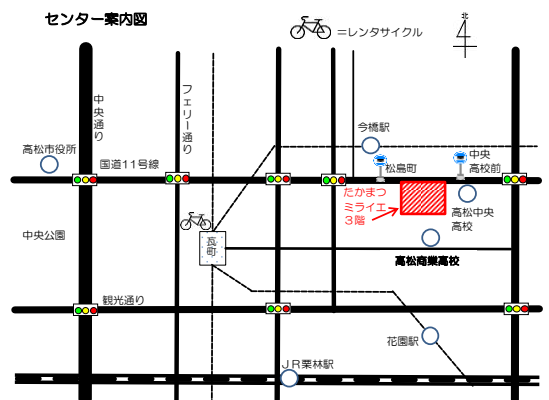 センター案内図
=レンタサイクル
北
4
中央通り
フェリー通り
今橋駅
高松市役所
国道11号線
松島町
中央
高校前
たかまつ
ミライエ
3階
高松中央
高校
中央公園
瓦町
高松商業高校
観光通り
花園駅
JR栗林駅